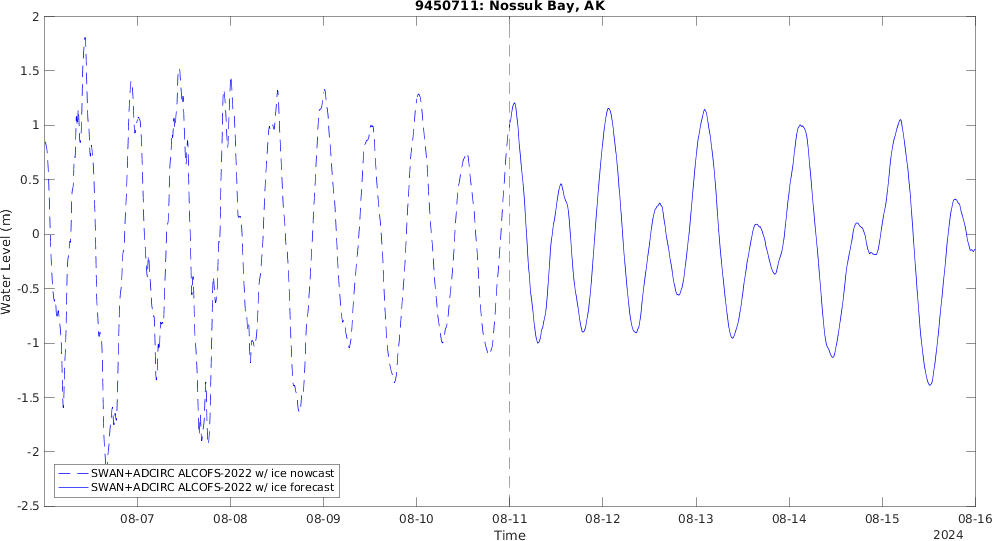 9450711: Nossuk Bay, AK
2
1.5
1
0.5
0
-0.5
-1
-1.5
-2
-2.5
Water Level (m)
SWAN+ADCIRC ALCOFS-2022 w/ ice nowcast
SWAN+ADCIRC ALCOFS-2022 w/ ice forecast
08-07 08-08 08-09 08-10 08-11 08-12 08-13 08-14 08-15 08-16
Time
2024